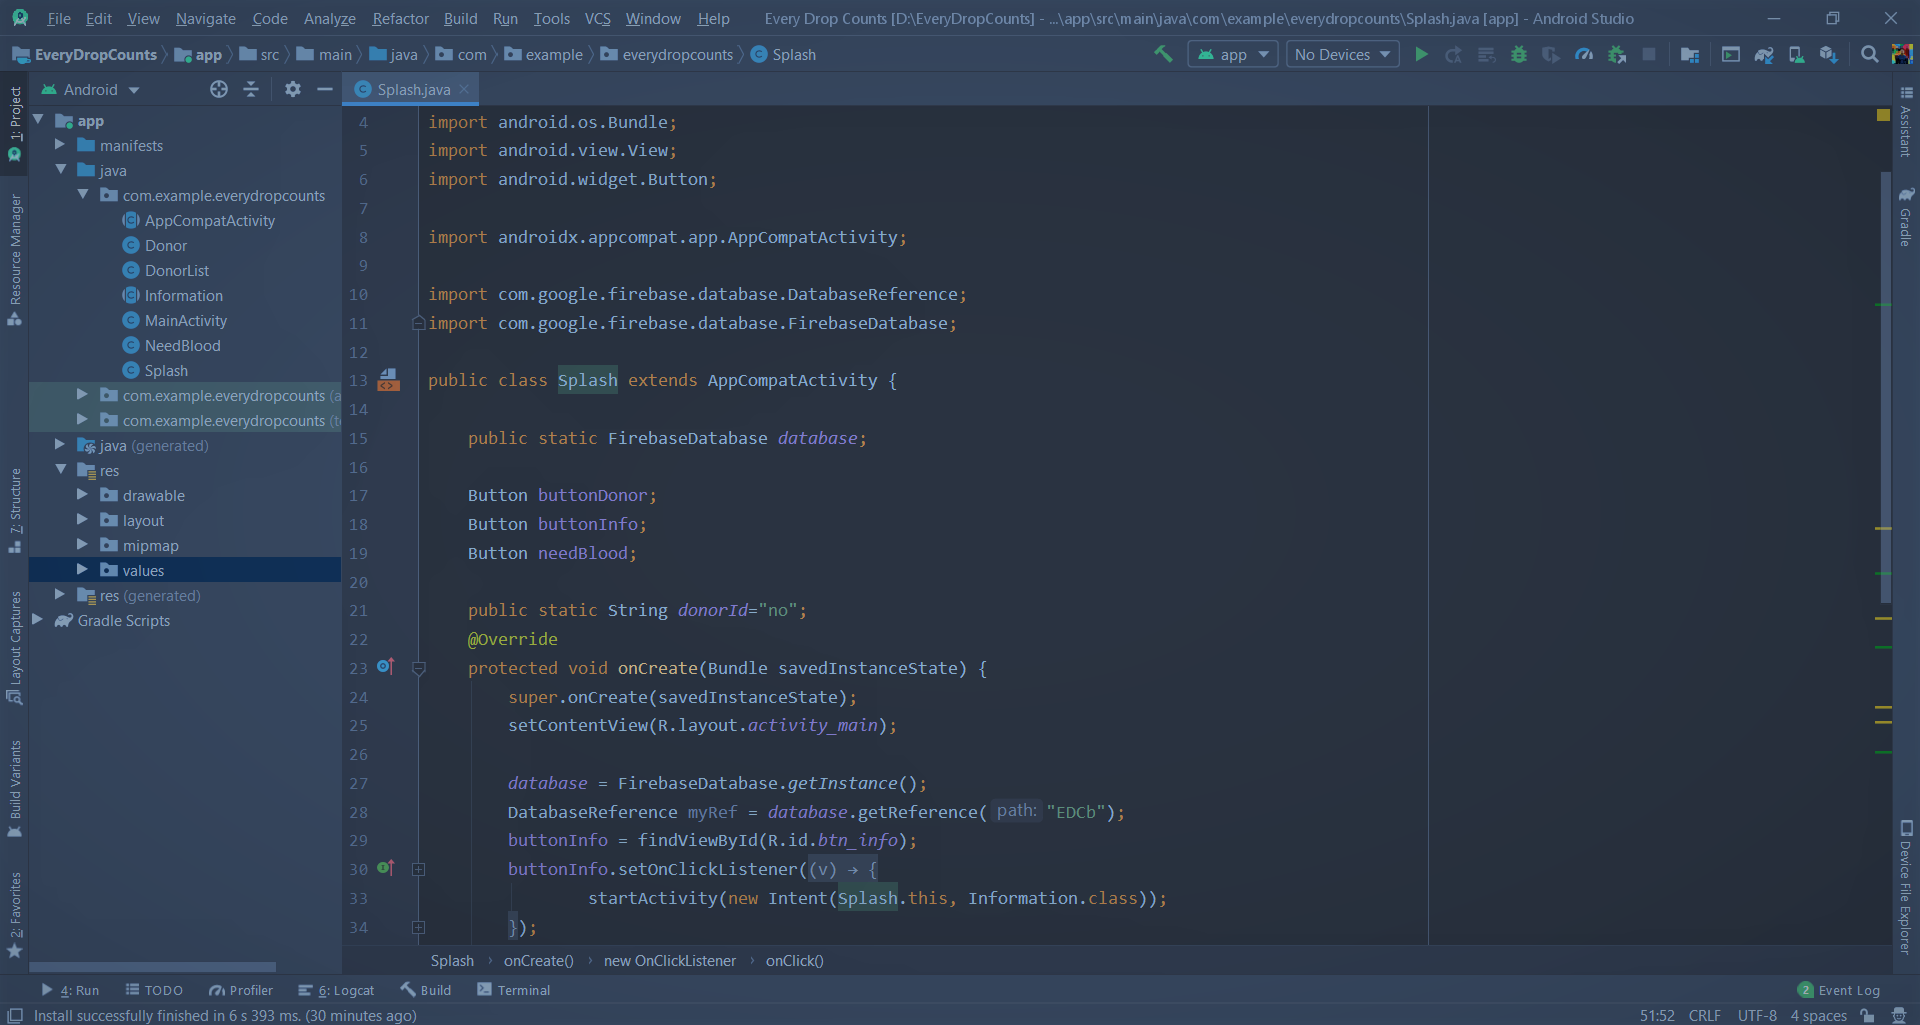 File Edit View Navigate Code Analyze Refactor Build Run Tools VCS Window Help Every Drop Counts [D:\EveryDropCounts] - ...\app\src\main\java\com\example\everydropcounts\Splash.java [app] - Android Studio
EveryDropCounts app src main java com example everydropcounts Splash app No Devices
Android
Splash.java
1: Project
Resource Manager
7: Structure
Layout Captures
Build Variants
2: Favorites
app
manifests
java
com.example.everydropcounts
AppCompatActivity
Donor
DonorList
Information
MainActivity
NeedBlood
Splash
com.example.everydropcounts (a
com.example.everydropcounts (t
java (generated)
res
drawable
layout
mipmap
values
res (generated)
Gradle Scripts
4 import android.os.Bundle;
5 import android.view.View;
6 import android.widget.Button;
7
8 import androidx.appcompat.app.AppCompatActivity;
9
10 import com.google.firebase.database.DatabaseReference;
11 import com.google.firebase.database.FirebaseDatabase;
12
13 public class Splash extends AppCompatActivity {
14
15 public static FirebaseDatabase database;
16
17 Button buttonDonor;
18 Button buttonInfo;
19 Button needBlood;
20
21 public static String donorId="no";
22 @Override
23 protected void onCreate(Bundle savedInstanceState) {
24 super.onCreate(savedInstanceState);
25 setContentView(R.layout.activity_main);
26
27 database = FirebaseDatabase.getInstance();
28 DatabaseReference myRef = database.getReference( path: "EDCb");
29 buttonInfo = findViewById(R.id.btn_info);
30 buttonInfo.setOnClickListener((v) → {
33 startActivity(new Intent(Splash.this, Information.class));
34 });
Splash › onCreate() › new OnClickListener › onClick()
Assistant
Gradle
Device File Explorer
4: Run TODO Profiler 6: Logcat Build Terminal 2 Event Log
Install successfully finished in 6 s 393 ms. (30 minutes ago) 51:52 CRLF UTF-8 4 spaces